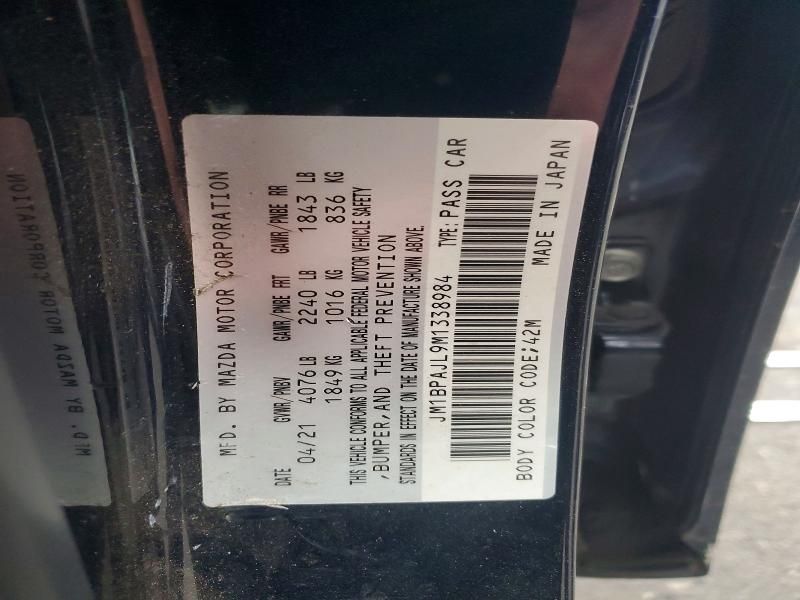 MFD. BY MAZDA MOTOR CORPORATION
DATE GVWR/PNBV GAWR/PNBE FRT GAWR/PNBE RR
04/21 4076 LB 2240 LB 1843 LB
1849 KG 1016 KG 836 KG
THIS VEHICLE CONFORMS TO ALL APPLICABLE FEDERAL MOTOR VEHICLE SAFETY
,BUMPER,AND THEFT PREVENTION
STANDARDS IN EFFECT ON THE DATE OF MANUFACTURE SHOWN ABOVE.
JM1BPAJL9M1338984 TYPE:PASS CAR
BODY COLOR CODE;42M MADE IN JAPAN
MFD. BY MAZDA MOTOR CORPORATION